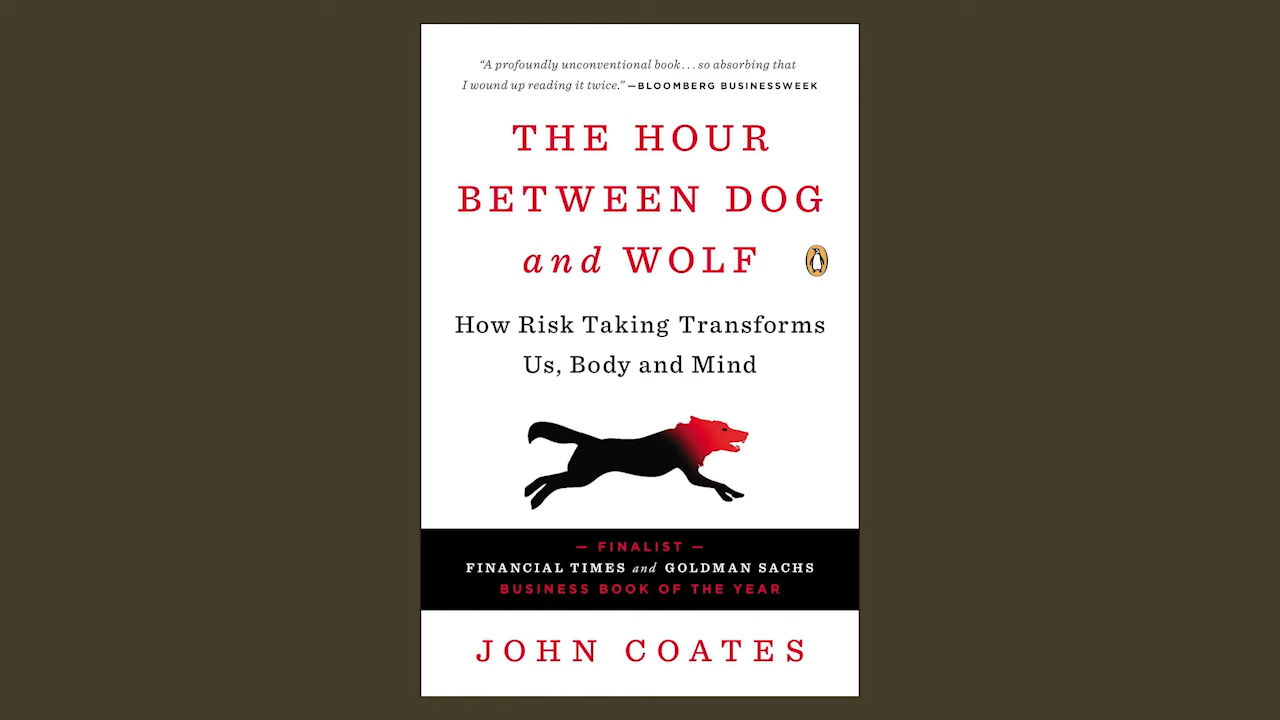 “A profoundly unconventional book...so absorbing that
I wound up reading it twice.” —BLOOMBERG BUSINESSWEEK
THE HOUR
BETWEEN DOG
and WOLF
How Risk Taking Transforms
Us, Body and Mind
— FINALIST —
FINANCIAL TIMES and GOLDMAN SACHS
BUSINESS BOOK OF THE YEAR
JOHN COATES